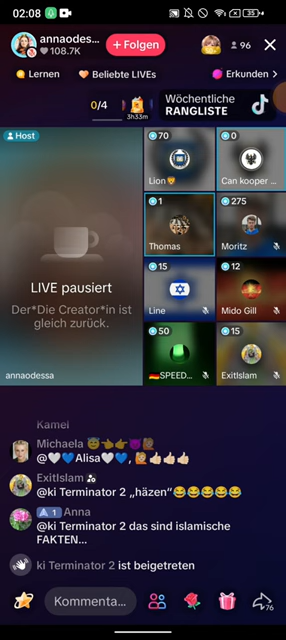 02:08
35
annaodes...
108.7K
+ Folgen
96
Lernen
Beliebte LIVEs
Erkunden >
0/4
3h33m
Wöchentliche
RANGLISTE
Host
LIVE pausiert
Der*Die Creator*in ist
gleich zurück.
annaodessa
70
Lion🦁
0
Can kooper ...
1
Thomas
275
Moritz
15
Line
12
Mido Gill
50
🇩🇪SPEED...
15
ExitIslam
Kamel
Michaela 😇👈👉😈🙋🏼
@🤍💙Alisa🤍💙, 🙋🏼👍🏼👍🏼👍🏼
ExitIslam
@ki Terminator 2 „häzen“😂😂😂😂😂
1 Anna
@ki Terminator 2 das sind islamische
FAKTEN...
ki Terminator 2 ist beigetreten
Kommenta...
76